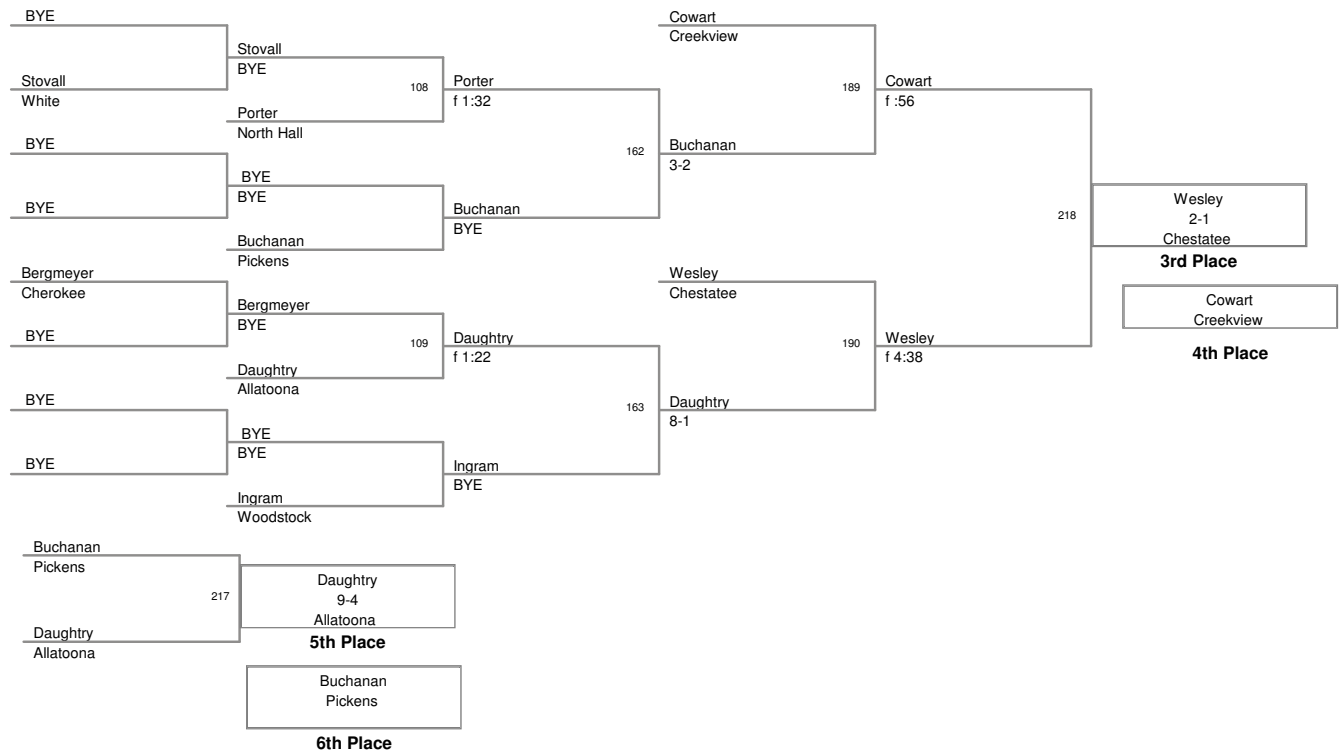 BYE
Stovall
White
BYE
BYE
Bergmeyer
Cherokee
BYE
BYE
BYE
Stovall
BYE
108
Porter
North Hall
BYE
BYE
Buchanan
Pickens
Bergmeyer
BYE
109
Daughtry
Allatoona
BYE
BYE
Ingram
Woodstock
Porter
f 1:32
162
Buchanan
BYE
Daughtry
f 1:22
163
Ingram
BYE
Cowart
Creekview
189
Buchanan
3-2
Wesley
Chestatee
190
Daughtry
8-1
Cowart
f :56
218
Wesley
f 4:38
Wesley
2-1
Chestatee
3rd Place
Cowart
Creekview
4th Place
Buchanan
Pickens
217
Daughtry
Allatoona
Daughtry
9-4
Allatoona
5th Place
Buchanan
Pickens
6th Place